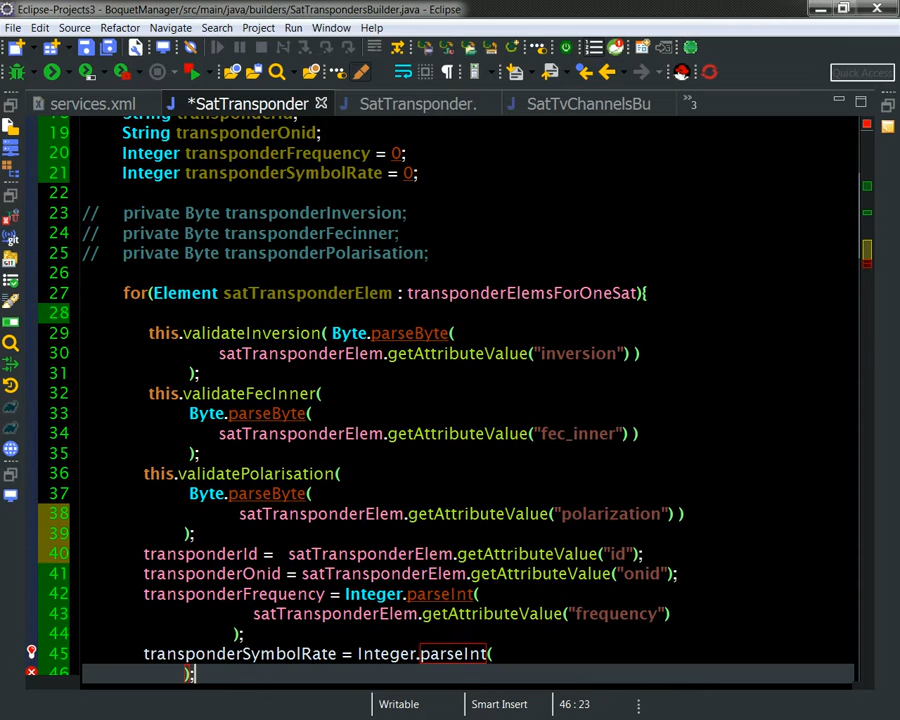 Eclipse-Projects3 - BoquetManager/src/main/java/builders/SatTranspondersBuilder.java - Eclipse
File Edit Source Refactor Navigate Search Project Run Window Help
Quick Access
services.xml *SatTransponder SatTransponder. SatTvChannelsBu »3
18 String transponderId;
19 String transponderOnid;
20 Integer transponderFrequency = 0;
21 Integer transponderSymbolRate = 0;
22
23 // private Byte transponderInversion;
24 // private Byte transponderFecinner;
25 // private Byte transponderPolarisation;
26
27 for(Element satTransponderElem : transponderElemsForOneSat){
28
29 this.validateInversion( Byte.parseByte(
30 satTransponderElem.getAttributeValue("inversion") )
31 );
32 this.validateFecInner(
33 Byte.parseByte(
34 satTransponderElem.getAttributeValue("fec_inner") )
35 );
36 this.validatePolarisation(
37 Byte.parseByte(
38 satTransponderElem.getAttributeValue("polarization") )
39 );
40 transponderId = satTransponderElem.getAttributeValue("id");
41 transponderOnid = satTransponderElem.getAttributeValue("onid");
42 transponderFrequency = Integer.parseInt(
43 satTransponderElem.getAttributeValue("frequency")
44 );
45 transponderSymbolRate = Integer.parseInt(
46 );
Writable Smart Insert 46 : 23